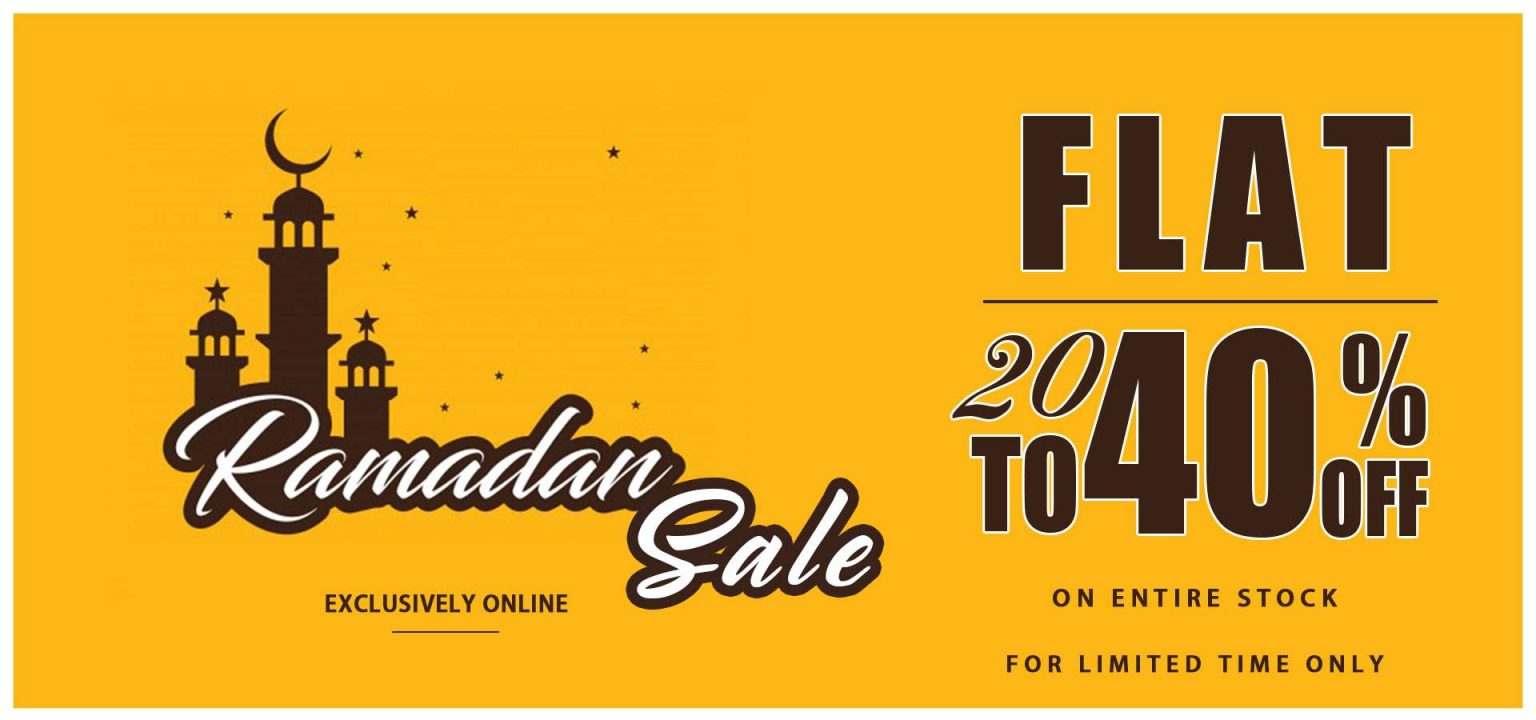 Ramadan
Sale
EXCLUSIVELY ONLINE
FLAT
20 TO 40% OFF
ON ENTIRE STOCK
FOR LIMITED TIME ONLY